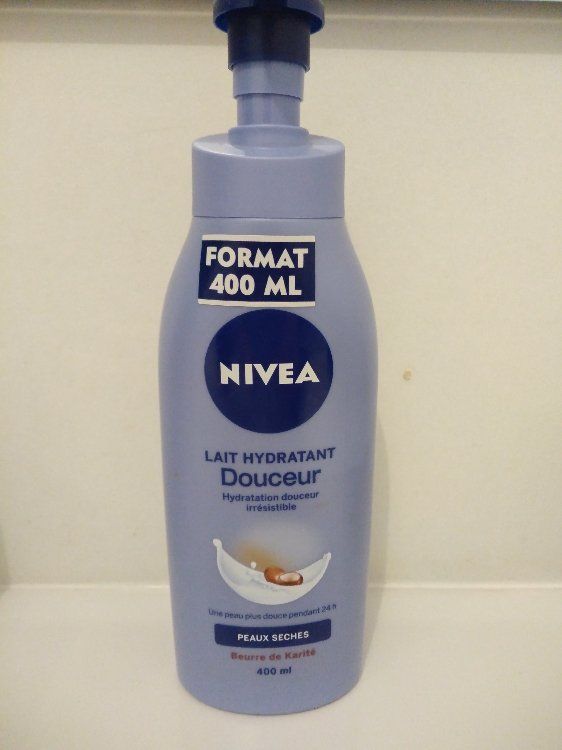 FORMAT
400 ML
NIVEA
LAIT HYDRATANT
Douceur
Hydratation douceur
irrésistible
Une peau plus douce pendant 24 h
PEAUX SECHES
Beurre de Karité
400 ml